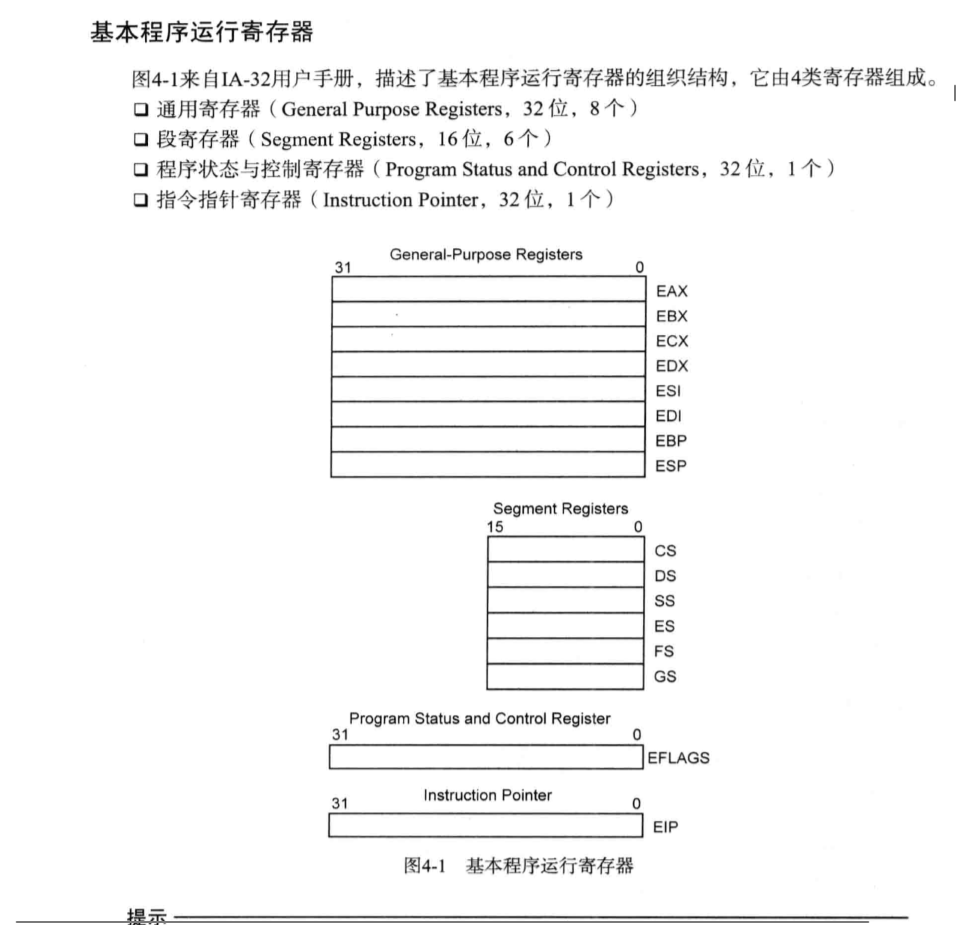 基本程序运行寄存器
图4-1来自IA-32用户手册，描述了基本程序运行寄存器的组织结构，它由4类寄存器组成。
❑ 通用寄存器（General Purpose Registers，32位，8个）
❑ 段寄存器（Segment Registers，16位，6个）
❑ 程序状态与控制寄存器（Program Status and Control Registers，32位，1个）
❑ 指令指针寄存器（Instruction Pointer，32位，1个）
General-Purpose Registers
31 0
EAX
EBX
ECX
EDX
ESI
EDI
EBP
ESP
Segment Registers
15 0
CS
DS
SS
ES
FS
GS
Program Status and Control Register
31 0
EFLAGS
Instruction Pointer
31 0
EIP
图4-1 基本程序运行寄存器
提示